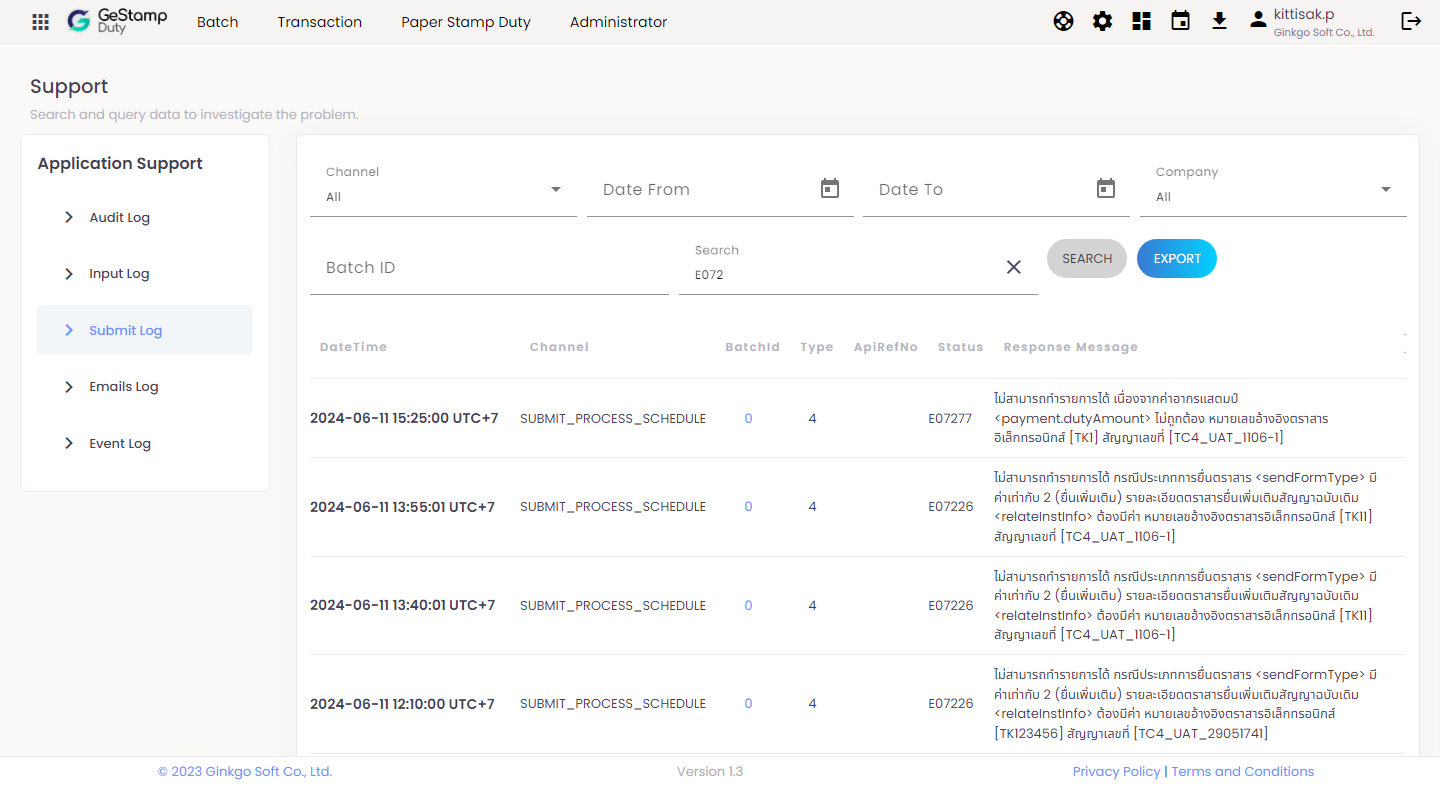 GeStamp
Duty
Batch
Transaction
Paper Stamp Duty
Administrator
kittisak.p
Ginkgo Soft Co., Ltd.
Support
Search and query data to investigate the problem.
Application Support
Audit Log
Input Log
Submit Log
Emails Log
Event Log
Channel
All
Date From
Date To
Company
All
Batch ID
Search
E072
SEARCH
EXPORT
DateTime Channel BatchId Type ApiRefNo Status Response Message
2024-06-11 15:25:00 UTC+7 SUBMIT_PROCESS_SCHEDULE 0 4 E07277
ไม่สามารถทำรายการได้ เนื่องจากค่าอากรแสตมป์
<payment.dutyAmount> ไม่ถูกต้อง หมายเลขอ้างอิงตราสาร
อิเล็กทรอนิกส์ [TK1] สัญญาเลขที่ [TC4_UAT_1106-1]
2024-06-11 13:55:01 UTC+7 SUBMIT_PROCESS_SCHEDULE 0 4 E07226
ไม่สามารถทำรายการได้ กรณีประเภทการยื่นตราสาร <sendFormType> มี
ค่าเท่ากับ 2 (ยื่นเพิ่มเติม) รายละเอียดตราสารยื่นเพิ่มเติมสัญญาฉบับเดิม
<relateInstInfo> ต้องมีค่า หมายเลขอ้างอิงตราสารอิเล็กทรอนิกส์ [TK11]
สัญญาเลขที่ [TC4_UAT_1106-1]
2024-06-11 13:40:01 UTC+7 SUBMIT_PROCESS_SCHEDULE 0 4 E07226
ไม่สามารถทำรายการได้ กรณีประเภทการยื่นตราสาร <sendFormType> มี
ค่าเท่ากับ 2 (ยื่นเพิ่มเติม) รายละเอียดตราสารยื่นเพิ่มเติมสัญญาฉบับเดิม
<relateInstInfo> ต้องมีค่า หมายเลขอ้างอิงตราสารอิเล็กทรอนิกส์ [TK11]
สัญญาเลขที่ [TC4_UAT_1106-1]
2024-06-11 12:10:00 UTC+7 SUBMIT_PROCESS_SCHEDULE 0 4 E07226
ไม่สามารถทำรายการได้ กรณีประเภทการยื่นตราสาร <sendFormType> มี
ค่าเท่ากับ 2 (ยื่นเพิ่มเติม) รายละเอียดตราสารยื่นเพิ่มเติมสัญญาฉบับเดิม
<relateInstInfo> ต้องมีค่า หมายเลขอ้างอิงตราสารอิเล็กทรอนิกส์
[TK123456] สัญญาเลขที่ [TC4_UAT_29051741]
© 2023 Ginkgo Soft Co., Ltd.
Version 1.3
Privacy Policy | Terms and Conditions